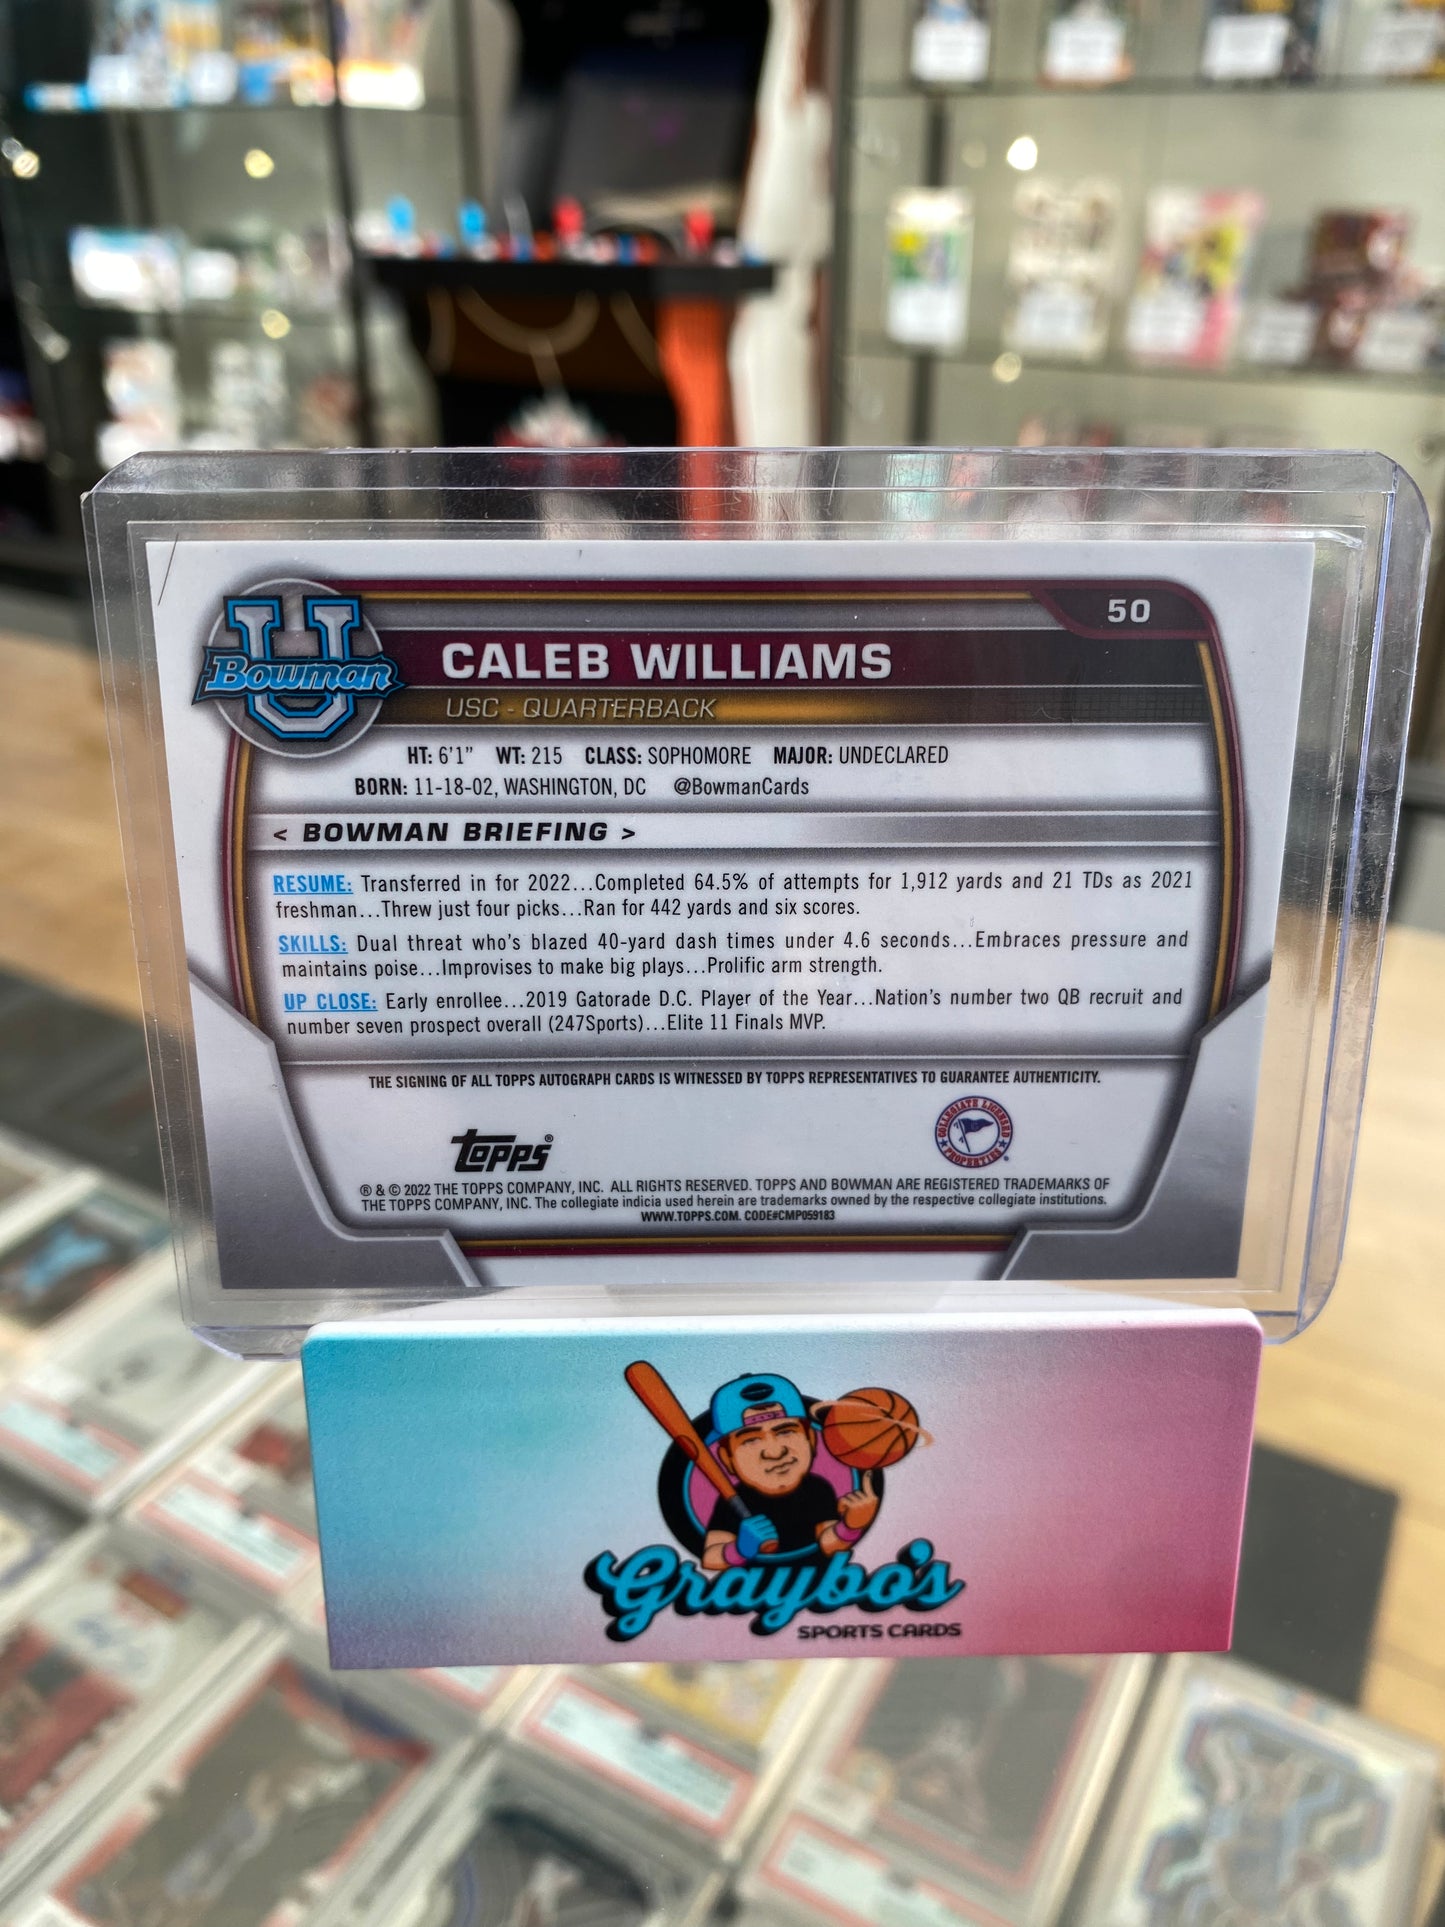 50
U
Bowman
CALEB WILLIAMS
USC - QUARTERBACK
HT: 6'1" WT: 215 CLASS: SOPHOMORE MAJOR: UNDECLARED
BORN: 11-18-02, WASHINGTON, DC @BowmanCards
< BOWMAN BRIEFING >
RESUME: Transferred in for 2022...Completed 64.5% of attempts for 1,912 yards and 21 TDs as 2021
freshman...Threw just four picks...Ran for 442 yards and six scores.
SKILLS: Dual threat who's blazed 40-yard dash times under 4.6 seconds...Embraces pressure and
maintains poise...Improvises to make big plays...Prolific arm strength.
UP CLOSE: Early enrollee...2019 Gatorade D.C. Player of the Year...Nation's number two QB recruit and
number seven prospect overall (247Sports)...Elite 11 Finals MVP.
THE SIGNING OF ALL TOPPS AUTOGRAPH CARDS IS WITNESSED BY TOPPS REPRESENTATIVES TO GUARANTEE AUTHENTICITY.
Topps®
COLLEGIATE LICENSED PROPERTIES
® & © 2022 THE TOPPS COMPANY, INC. ALL RIGHTS RESERVED. TOPPS AND BOWMAN ARE REGISTERED TRADEMARKS OF
THE TOPPS COMPANY, INC. The collegiate indicia used herein are trademarks owned by the respective collegiate institutions.
WWW.TOPPS.COM. CODE#CMP059183
Graybo's
SPORTS CARDS